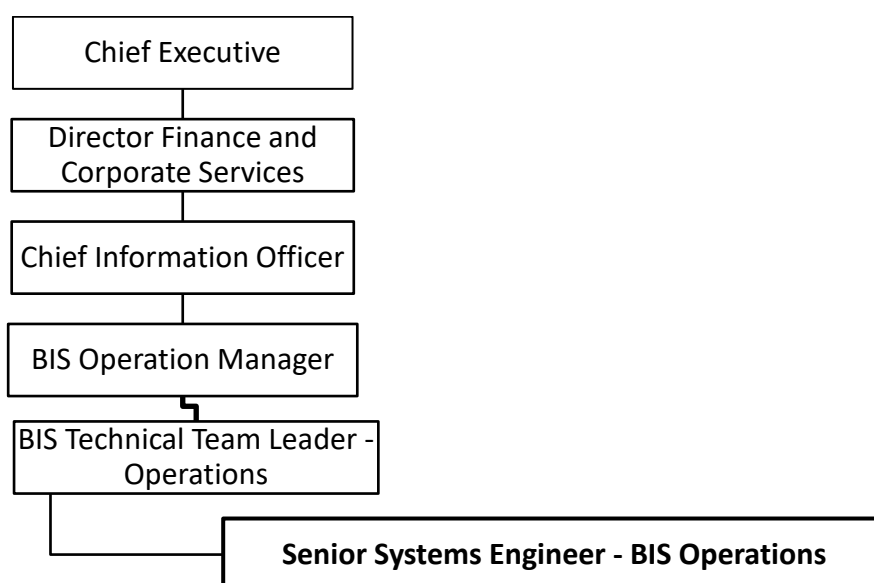 Chief Executive
Director Finance and
Corporate Services
Chief Information Officer
BIS Operation Manager
BIS Technical Team Leader -
Operations
Senior Systems Engineer - BIS Operations